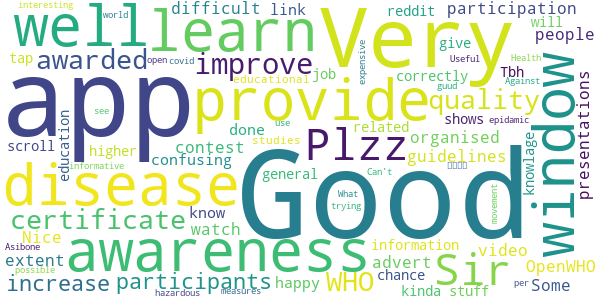 interesting
world
well
learn
Very
difficult
link
reddit
participation
give
will
people
tap
awarded
open
covid
improve
job
expensive
Useful
Health
Against
Tbh
correctly
educational
app
provide
quality
guud
epidamic
window
scroll
education
higher
see
informative
done
use
studies
contest
confusing
Plzz
related
shows
organised
guidelines
knowlage
presentations
disease
general
Can't
What
trying
movement
Good
certificate
know
watch
Nice
extent
Asibone
possible
awareness
information
video
advert
WHO
chance
Sir
OpenWHO
increase
participants
happy
kinda stuff
per
Some
hazardous
measures